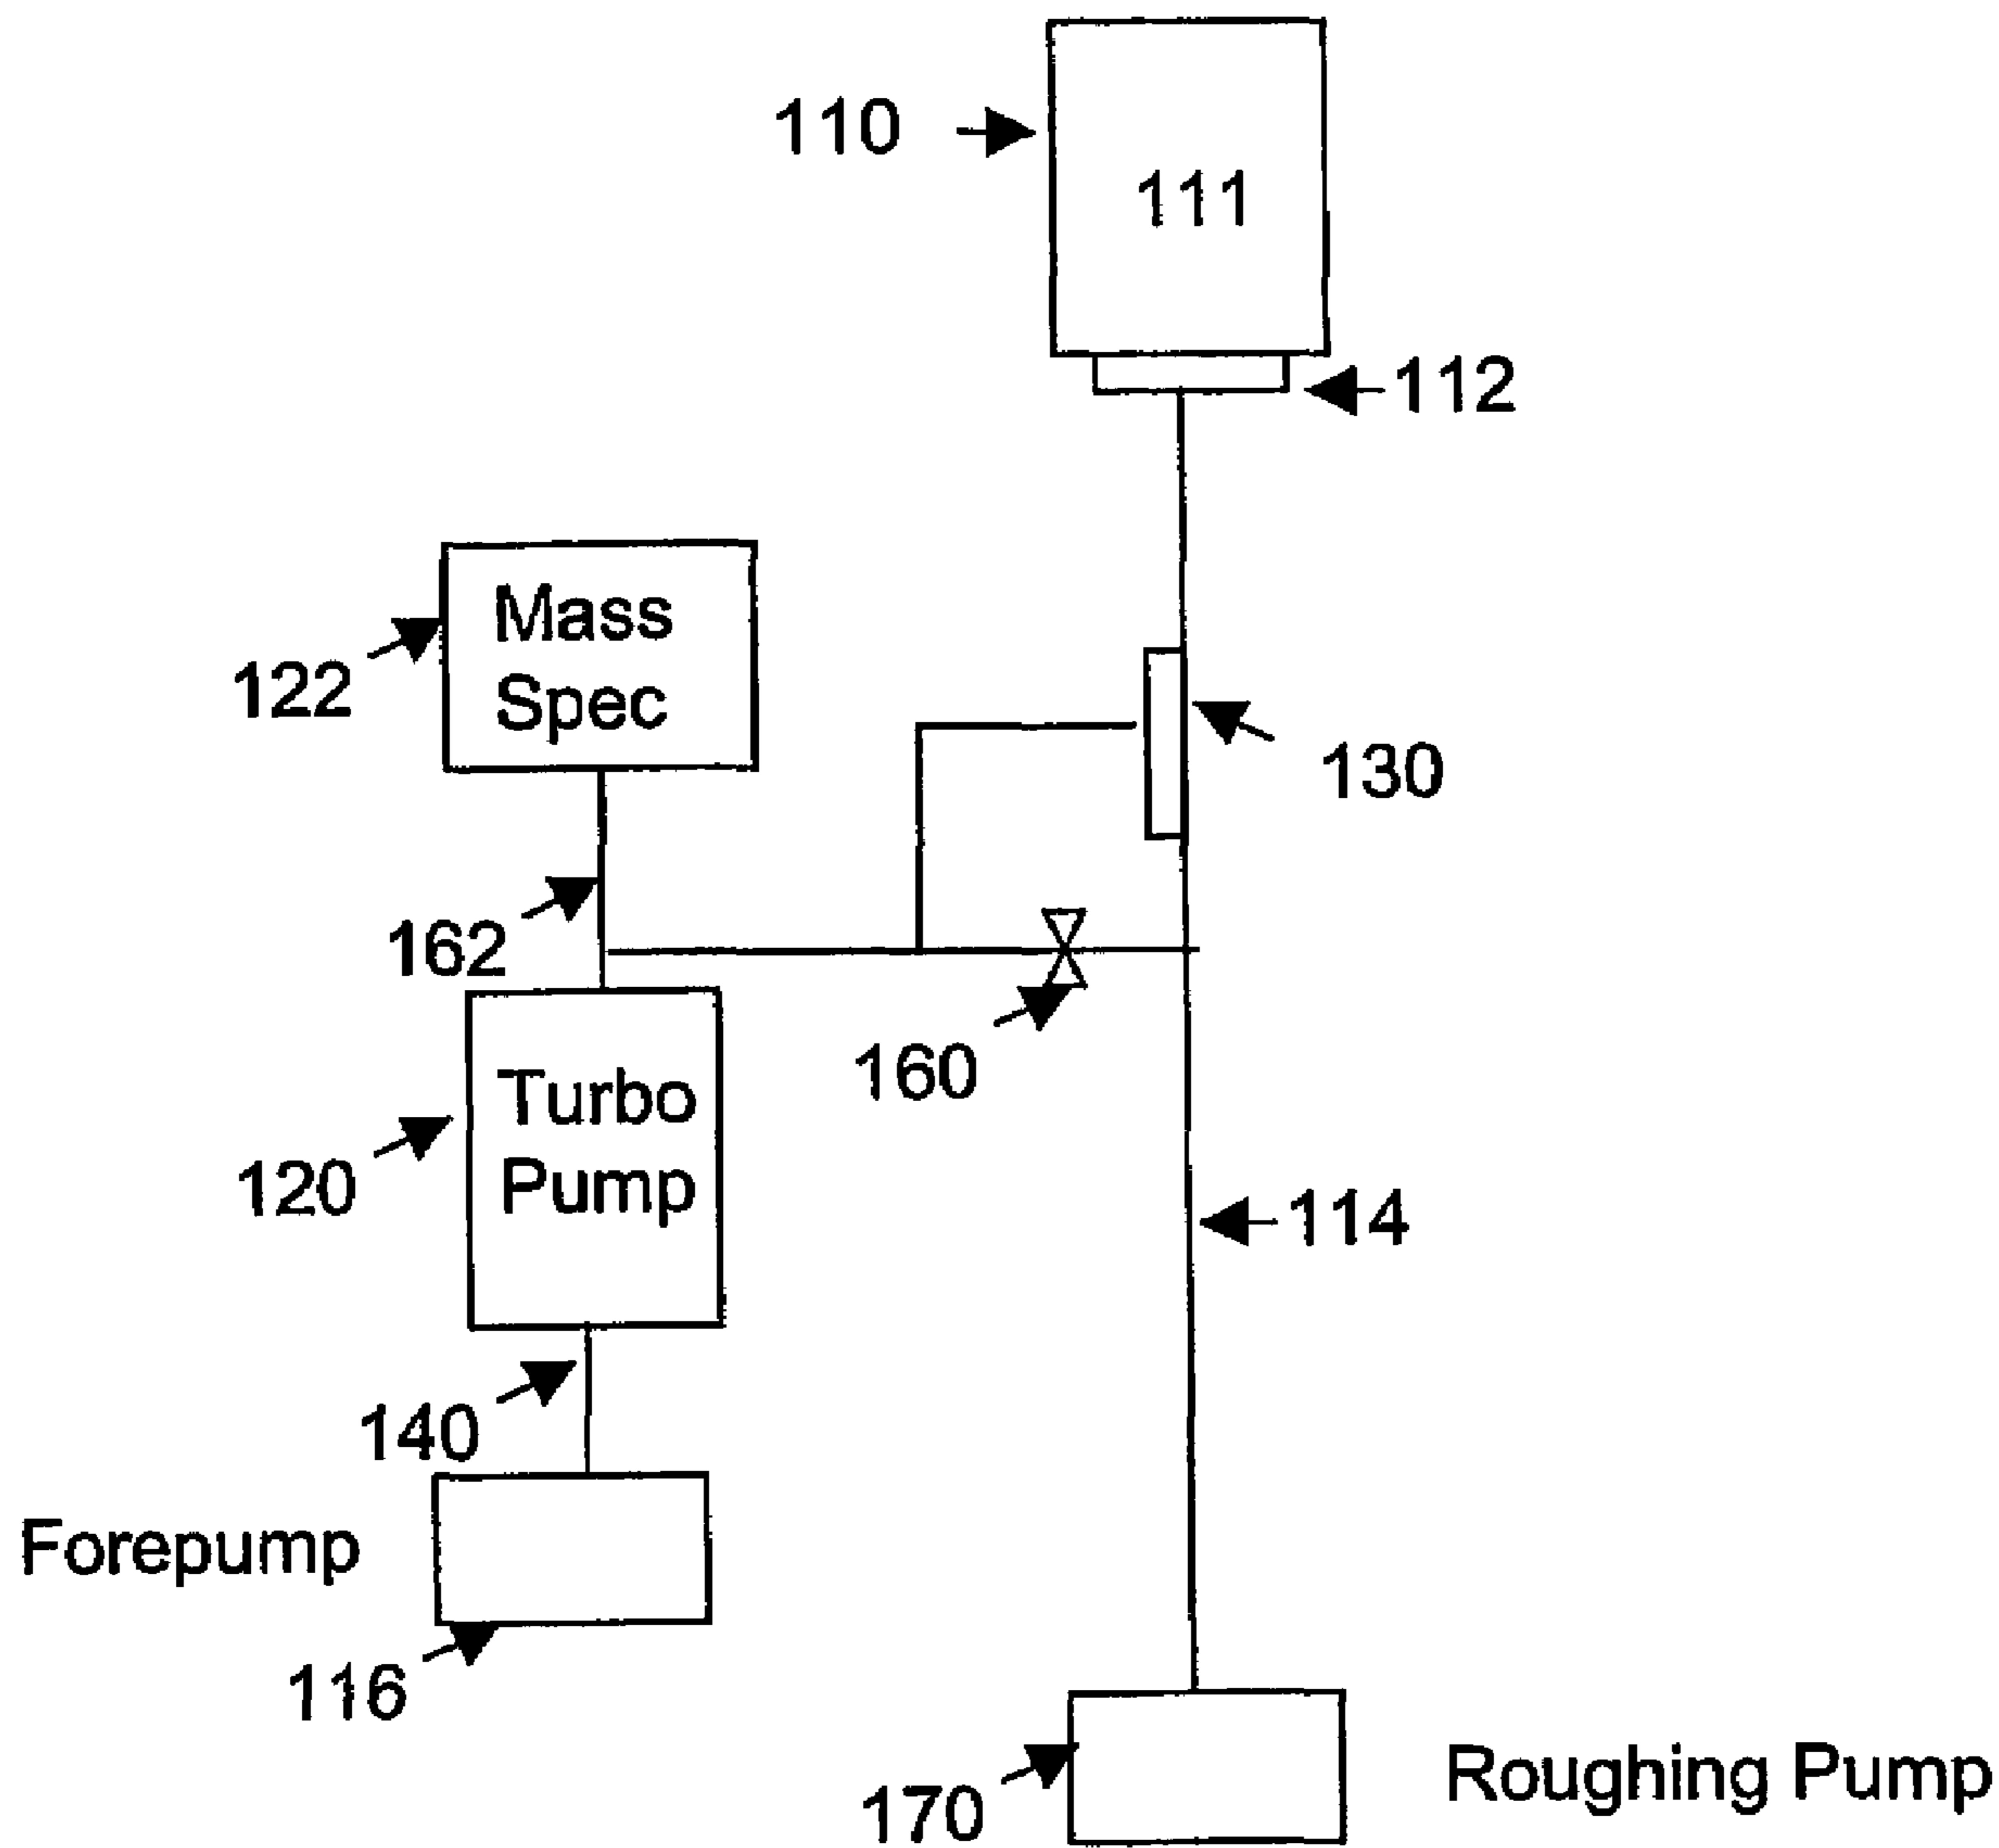 110
111
112
Mass
Spec
122
130
162
160
Turbo
Pump
120
114
140
Forepump
116
170
Roughing Pump